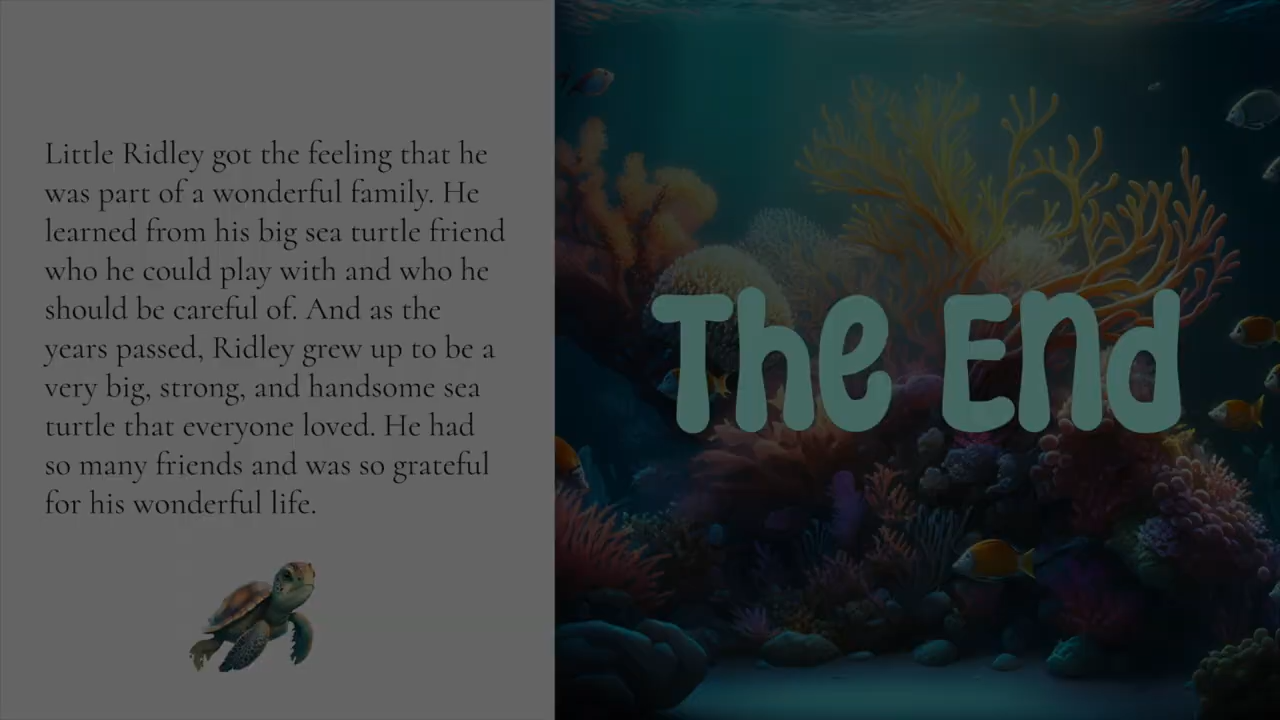 Little Ridley got the feeling that he
was part of a wonderful family. He
learned from his big sea turtle friend
who he could play with and who he
should be careful of. And as the
years passed, Ridley grew up to be a
very big, strong, and handsome sea
turtle that everyone loved. He had
so many friends and was so grateful
for his wonderful life.
The End